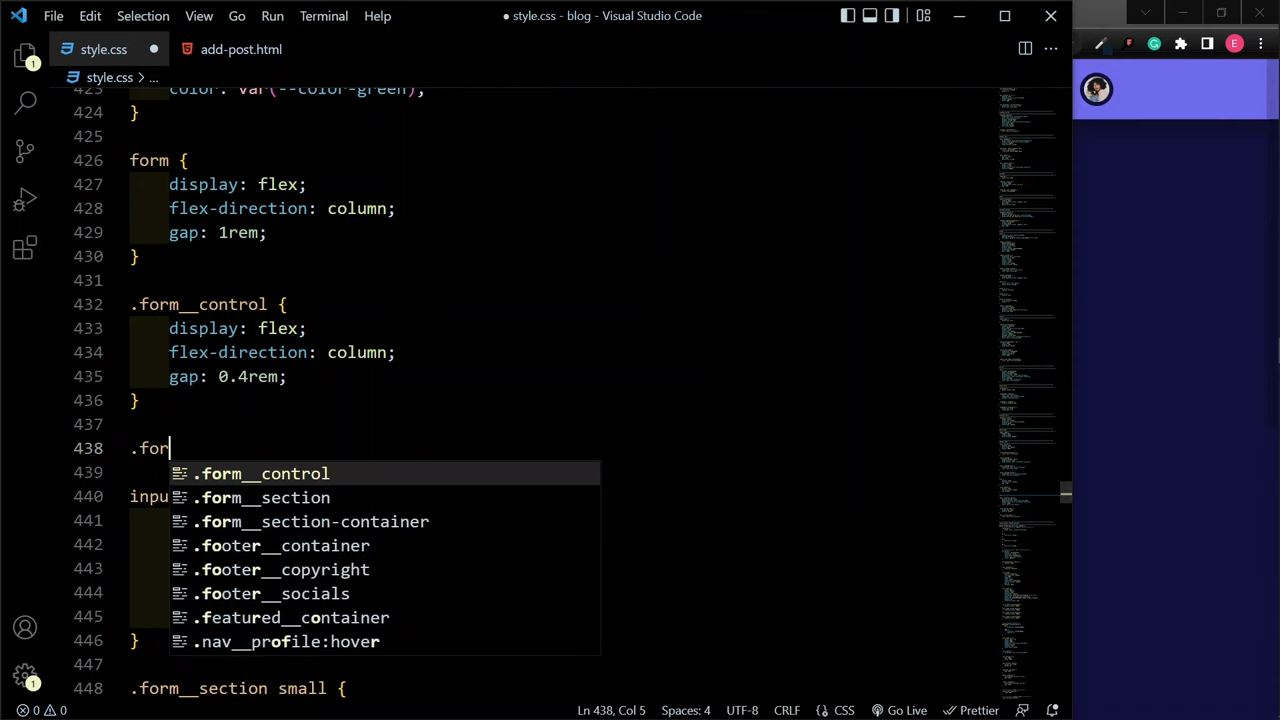 File Edit Selection View Go Run Terminal Help
● style.css - blog - Visual Studio Code
style.css ●
add-post.html
style.css > ...
423 color: var(--color-green);
424 }
425
426 form {
427 display: flex;
428 flex-direction: column;
429 gap: 1rem;
430 }
431
432 .form__control {
433 display: flex;
434 flex-direction: column;
435 gap: 0.4rem;
436 }
437
438 .for
439 .form__control
.form__section
440 inpu
441 .form__section-container
442 .footer__container
443 .footer__copyright
444 .footer__socials
445 .featured__container
446 }
.nav__profile:hover
447
448 .form__section small {
1
1
E
0 0
Ln 438, Col 5 Spaces: 4 UTF-8 CRLF {} CSS Go Live Prettier